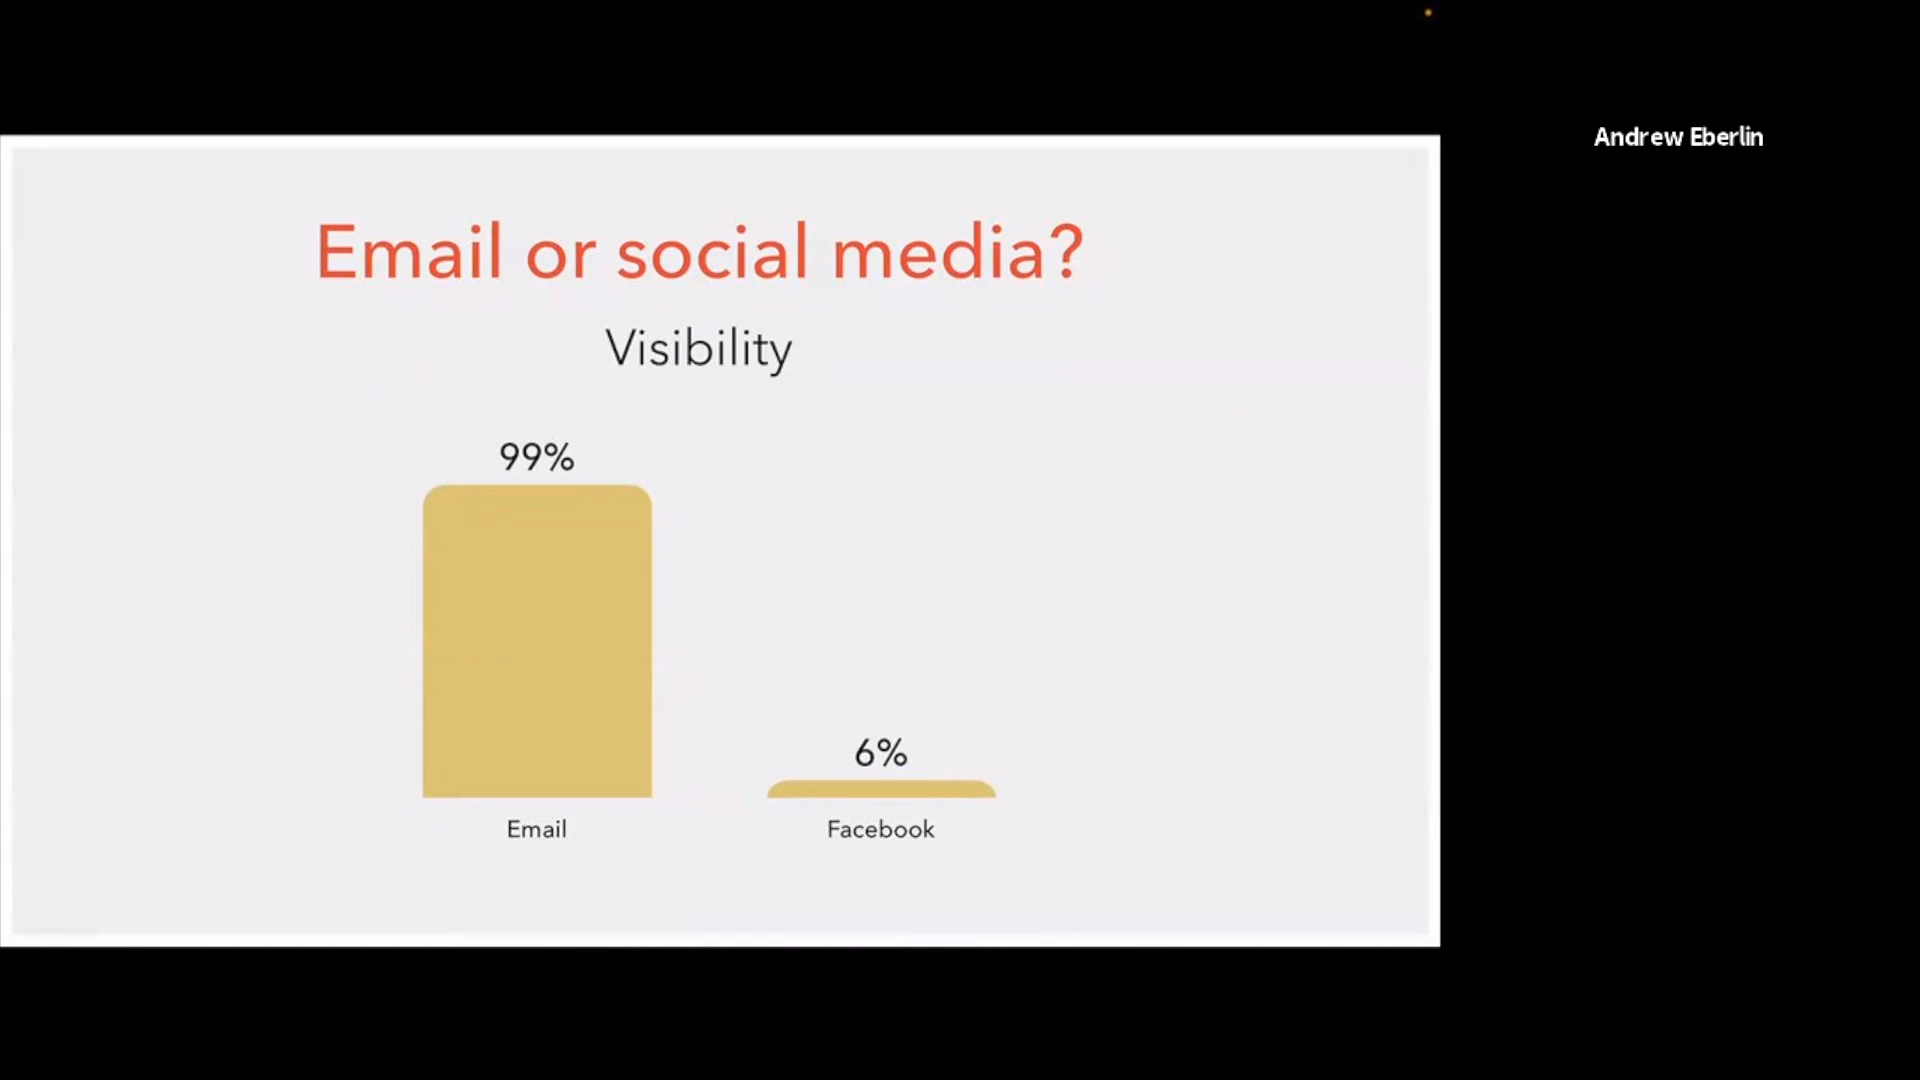 Andrew Eberlin
Email or social media?
Visibility
99%
6%
Email
Facebook